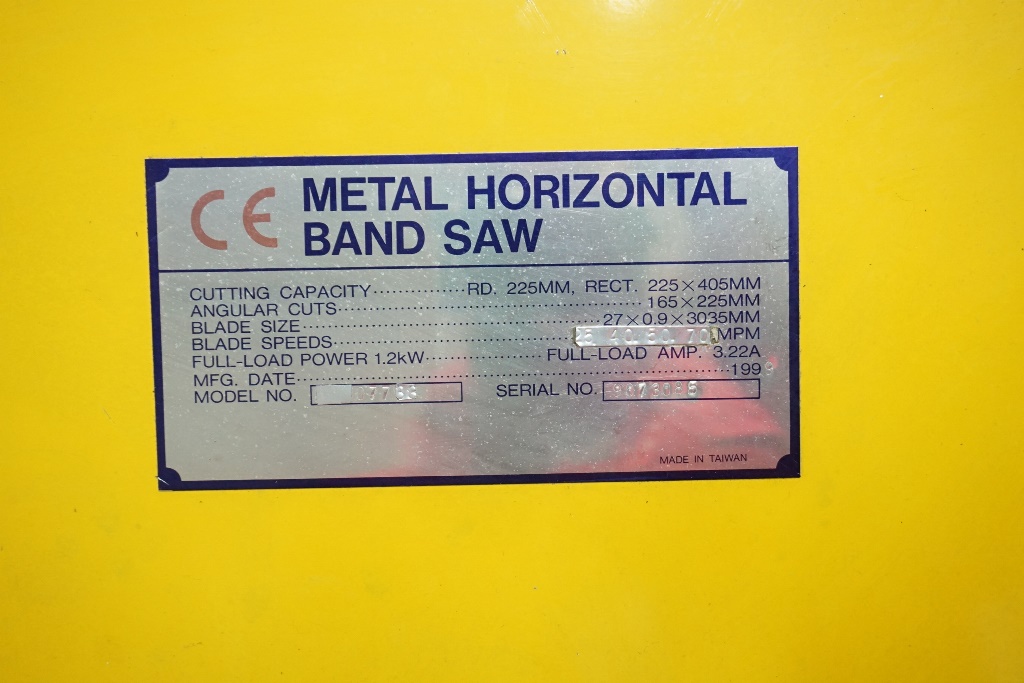 CE METAL HORIZONTAL
BAND SAW
CUTTING CAPACITY ............... RD. 225MM, RECT. 225×405MM
ANGULAR CUTS ............... 165×225MM
BLADE SIZE ............... 27×0.9×3035MM
BLADE SPEEDS ............... MPM
FULL-LOAD POWER 1.2kW ............... FULL-LOAD AMP. 3.22A
MFG. DATE ............... 199
MODEL NO. SERIAL NO.
MADE IN TAIWAN